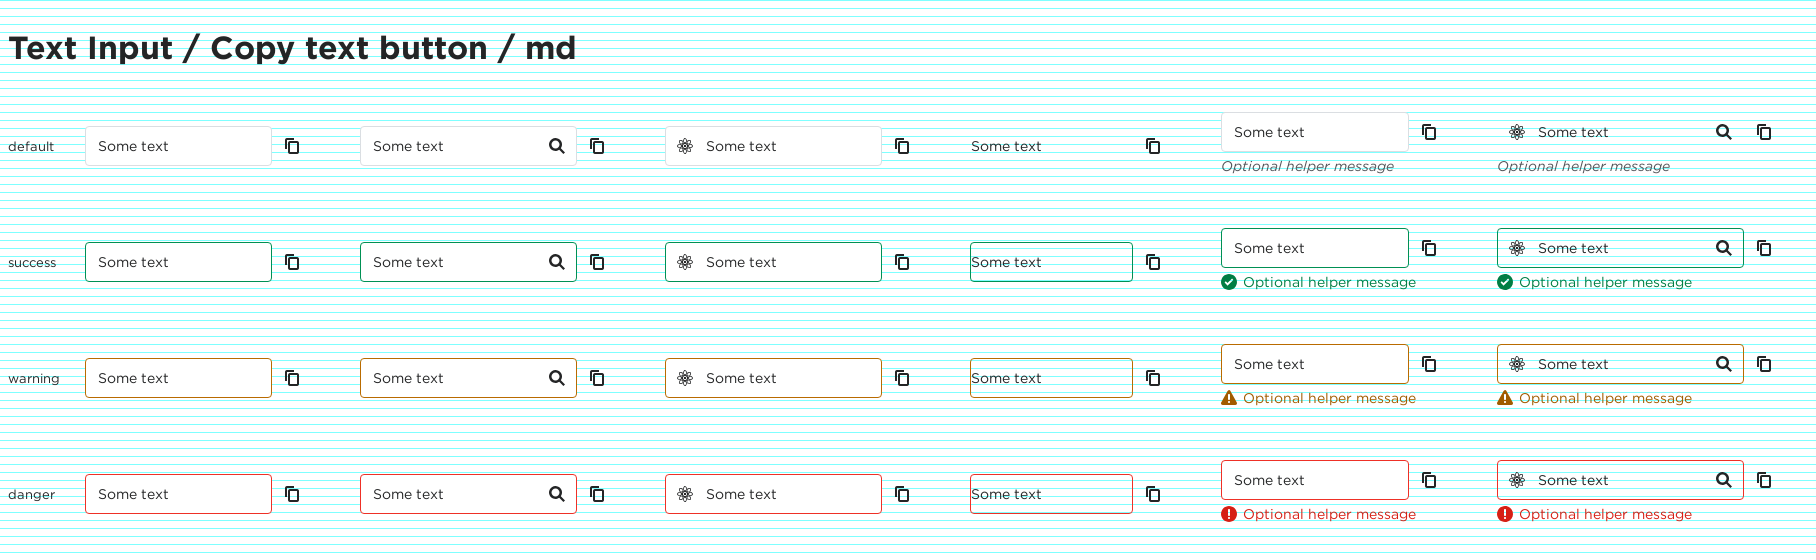 Text Input / Copy text button / md
default Some text Some text Some text Some text Some text Some text
Optional helper message Optional helper message
success Some text Some text Some text Some text Some text Some text
Optional helper message Optional helper message
warning Some text Some text Some text Some text Some text Some text
Optional helper message Optional helper message
danger Some text Some text Some text Some text Some text Some text
Optional helper message Optional helper message